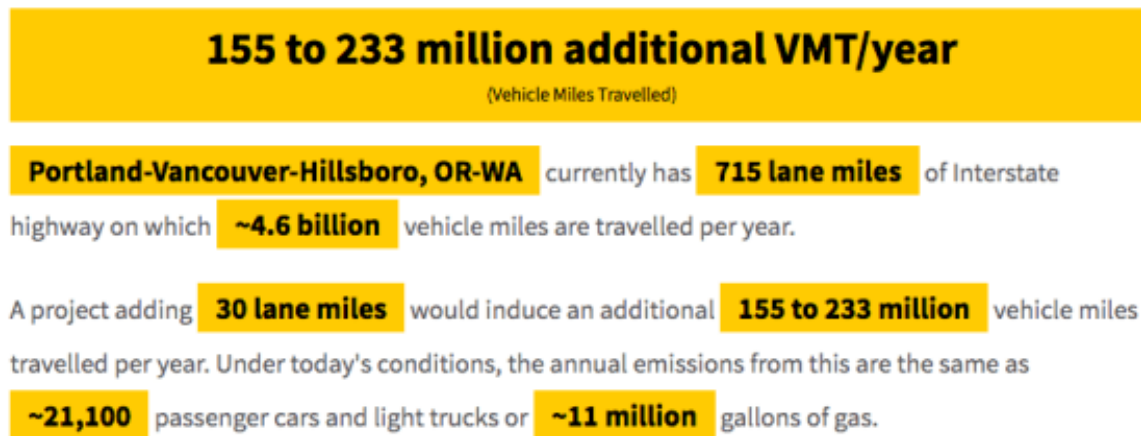 155 to 233 million additional VMT/year
(Vehicle Miles Travelled)
Portland-Vancouver-Hillsboro, OR-WA currently has 715 lane miles of Interstate
highway on which ~4.6 billion vehicle miles are travelled per year.
A project adding 30 lane miles would induce an additional 155 to 233 million vehicle miles
travelled per year. Under today's conditions, the annual emissions from this are the same as
~21,100 passenger cars and light trucks or ~11 million gallons of gas.